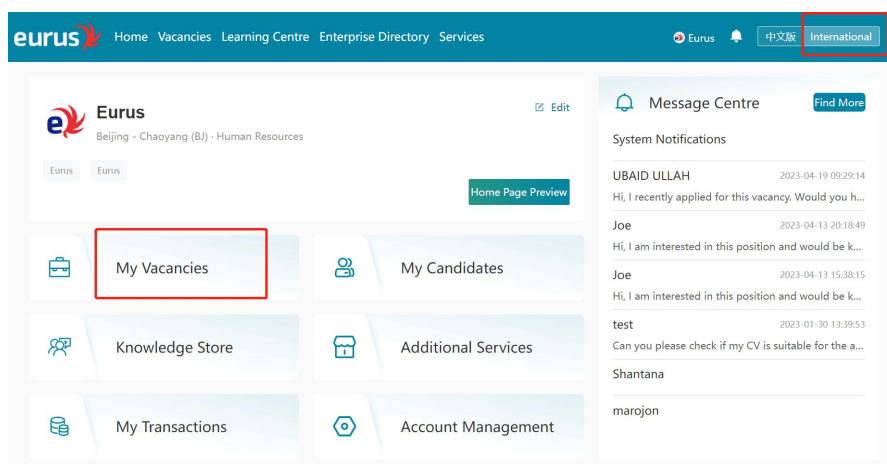 eurus Home Vacancies Learning Centre Enterprise Directory Services Eurus 中文版 International
Eurus
Edit
Beijing - Chaoyang (BJ) · Human Resources
Eurus Eurus
Home Page Preview
My Vacancies
My Candidates
Knowledge Store
Additional Services
My Transactions
Account Management
Message Centre
Find More
System Notifications
UBAID ULLAH 2023-04-19 09:29:14
Hi, I recently applied for this vacancy. Would you h...
Joe 2023-04-13 20:18:49
Hi, I am interested in this position and would be k...
Joe 2023-04-13 15:38:15
Hi, I am interested in this position and would be k...
test 2023-01-30 13:39:53
Can you please check if my CV is suitable for the a...
Shantana
marojon